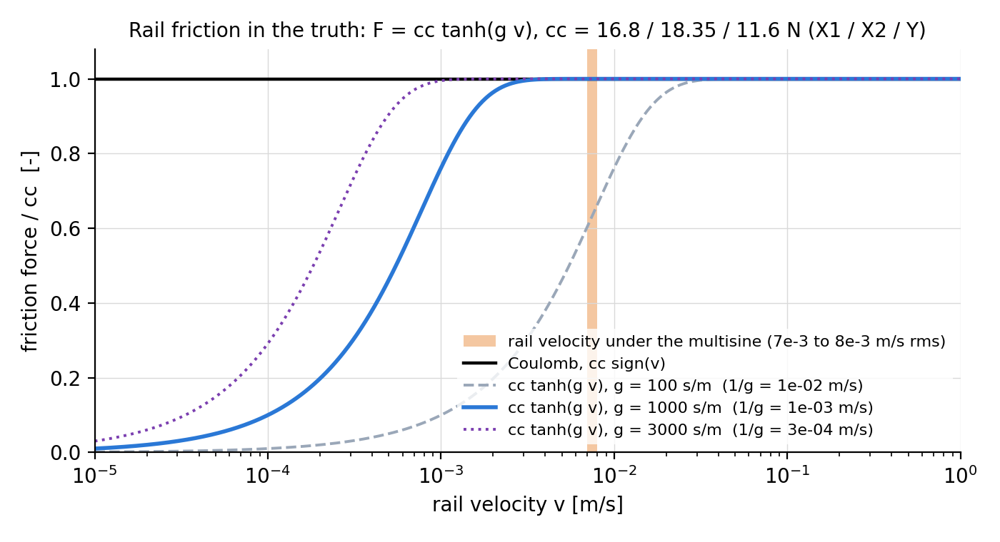 Rail friction in the truth: F = cc tanh(g v), cc = 16.8 / 18.35 / 11.6 N (X1 / X2 / Y)
friction force / cc  [-]
1.0
0.8
0.6
0.4
0.2
0.0
rail velocity under the multisine (7e-3 to 8e-3 m/s rms)
Coulomb, cc sign(v)
cc tanh(g v), g = 100 s/m  (1/g = 1e-02 m/s)
cc tanh(g v), g = 1000 s/m  (1/g = 1e-03 m/s)
cc tanh(g v), g = 3000 s/m  (1/g = 3e-04 m/s)
10⁻⁵ 10⁻⁴ 10⁻³ 10⁻² 10⁻¹ 10⁰
rail velocity v [m/s]